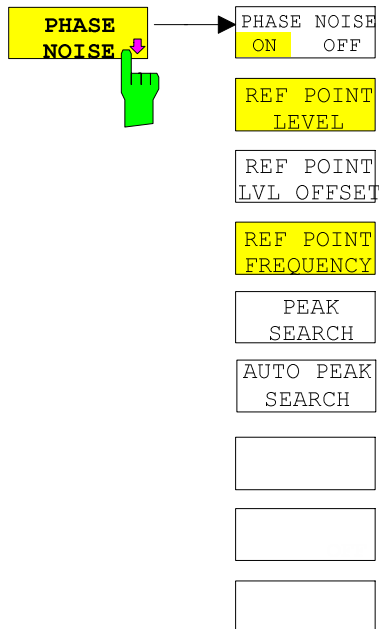 PHASE
NOISE
PHASE NOISE
ON OFF
REF POINT
LEVEL
REF POINT
LVL OFFSET
REF POINT
FREQUENCY
PEAK
SEARCH
AUTO PEAK
SEARCH